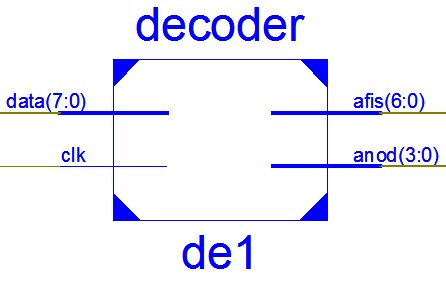 decoder
data(7:0) afis(6:0)
clk anod(3:0)
de1